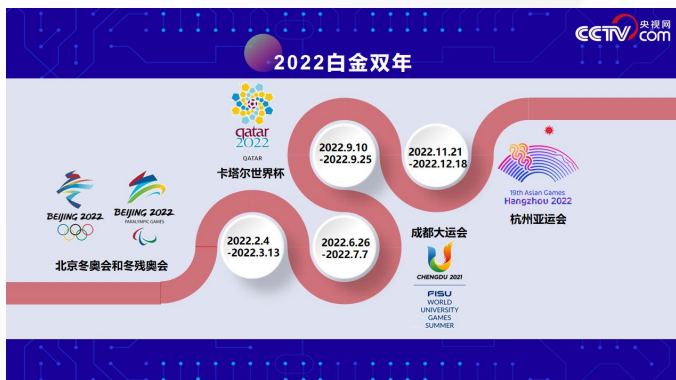 CCTV 央视网
com
2022白金双年
qatar
2022
QATAR
卡塔尔世界杯
2022.9.10
-2022.9.25
2022.11.21
-2022.12.18
19th Asian Games
Hangzhou 2022
杭州亚运会
BEIJING 2022
BEIJING 2022
PARALYMPIC GAMES
北京冬奥会和冬残奥会
2022.2.4
-2022.3.13
2022.6.26
-2022.7.7
成都大运会
CHENGDU 2021
FISU
WORLD
UNIVERSITY
GAMES
SUMMER